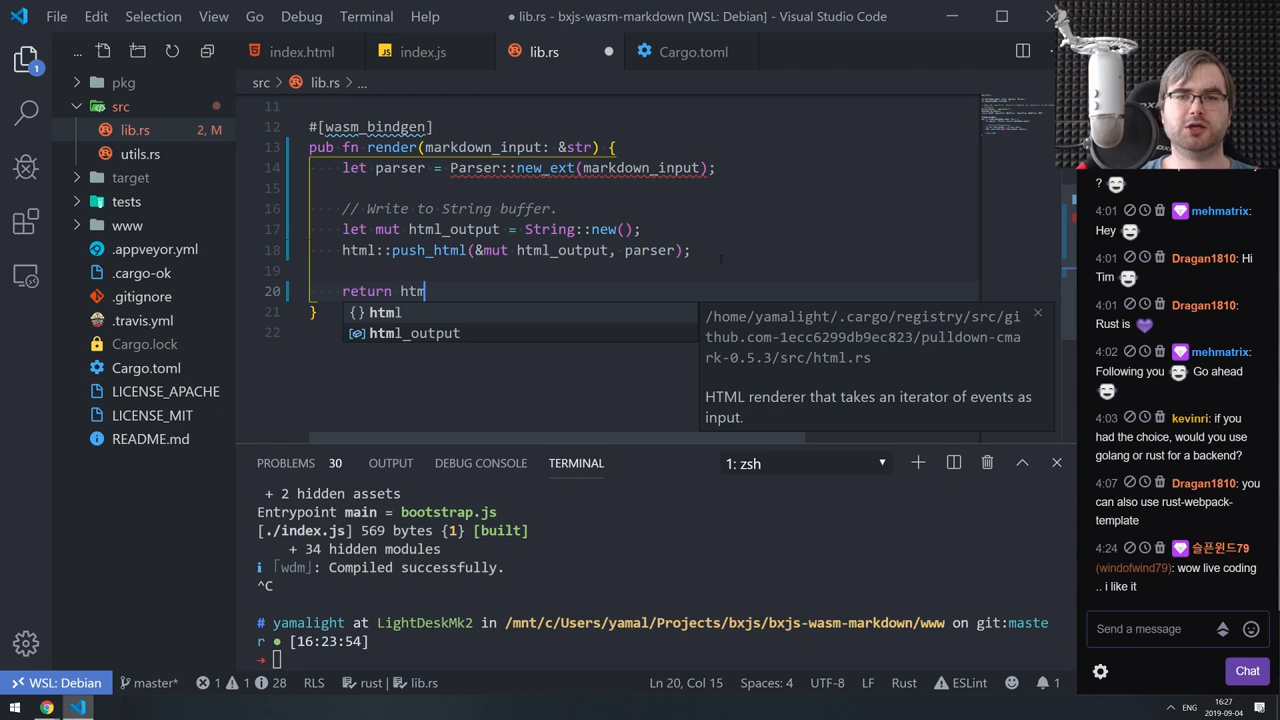 File Edit Selection View Go Debug Terminal Help
● lib.rs - bxjs-wasm-markdown [WSL: Debian] - Visual Studio Code
... index.html JS index.js lib.rs ● Cargo.toml
src > lib.rs > ...
pkg
src
lib.rs 2, M
utils.rs
target
tests
www
.appveyor.yml
.cargo-ok
.gitignore
.travis.yml
Cargo.lock
Cargo.toml
LICENSE_APACHE
LICENSE_MIT
README.md
1
11
12 #[wasm_bindgen]
13 pub fn render(markdown_input: &str) {
14 let parser = Parser::new_ext(markdown_input);
15
16 // Write to String buffer.
17 let mut html_output = String::new();
18 html::push_html(&mut html_output, parser);
19
20 return htm
21 }
22
{} html
html_output
/home/yamalight/.cargo/registry/src/gi
thub.com-1ecc6299db9ec823/pulldown-cma
rk-0.5.3/src/html.rs
HTML renderer that takes an iterator of events as
input.
PROBLEMS 30 OUTPUT DEBUG CONSOLE TERMINAL 1: zsh
+ 2 hidden assets
Entrypoint main = bootstrap.js
[./index.js] 569 bytes {1} [built]
+ 34 hidden modules
i ｢wdm｣: Compiled successfully.
^C
# yamalight at LightDeskMk2 in /mnt/c/Users/yamal/Projects/bxjs/bxjs-wasm-markdown/www on git:maste
r ● [16:23:54]
→
WSL: Debian master* 1 1 28 RLS rust | lib.rs Ln 20, Col 15 Spaces: 4 UTF-8 LF Rust ESLint 1
?
4:01 mehmatrix:
Hey
4:01 Dragan1810: Hi
Tim
4:01 Dragan1810:
Rust is
4:02 mehmatrix:
Following you Go ahead
4:03 kevinri: if you
had the choice, would you use
golang or rust for a backend?
4:07 Dragan1810: you
can also use rust-webpack-
template
4:24 슬픈윈드79
(windofwind79): wow live coding
.. i like it
Send a message
Chat
ENG 16:27
2019-09-04